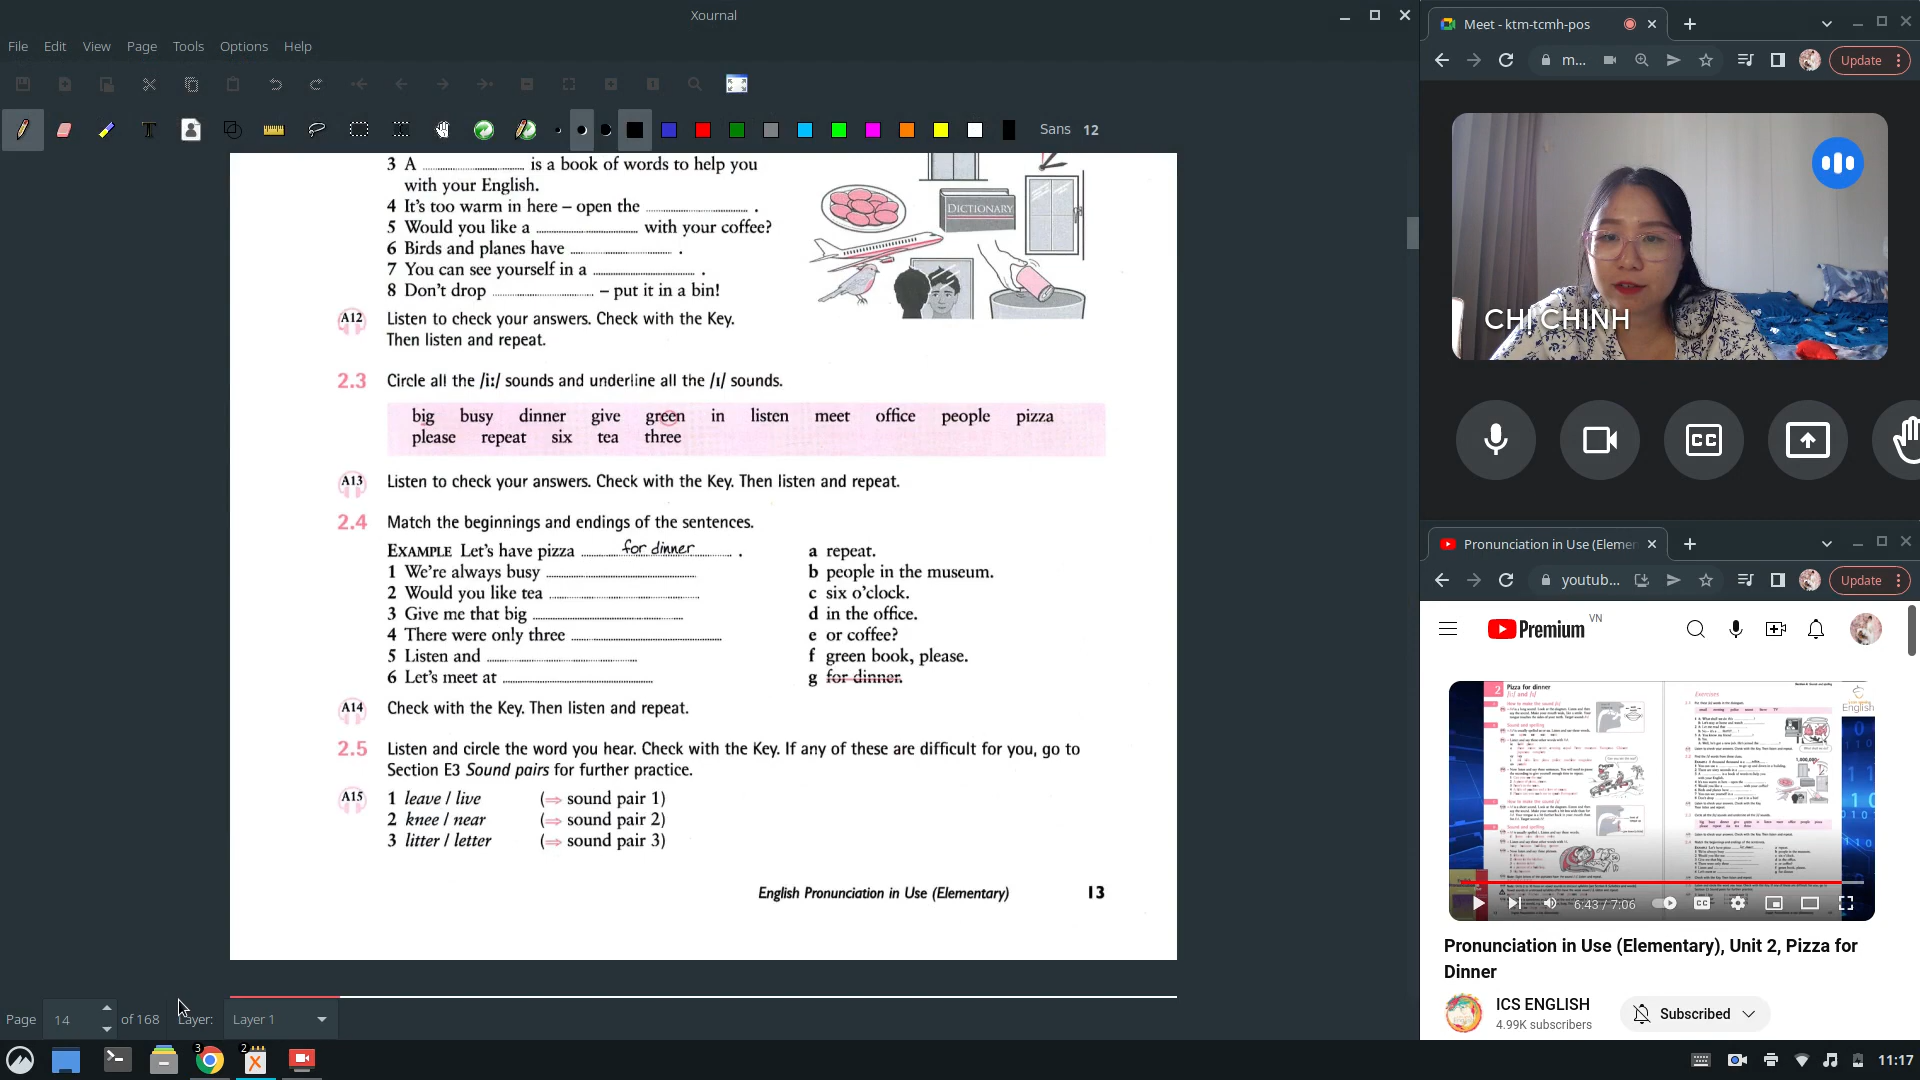 Xournal
File Edit View Page Tools Options Help
Sans 12
3 A .......... is a book of words to help you
with your English.
4 It's too warm in here – open the .......... .
5 Would you like a .......... with your coffee?
6 Birds and planes have .......... .
7 You can see yourself in a .......... .
8 Don't drop .......... – put it in a bin!
DICTIONARY
A12 Listen to check your answers. Check with the Key.
Then listen and repeat.
2.3 Circle all the /iː/ sounds and underline all the /ɪ/ sounds.
big busy dinner give green in listen meet office people pizza
please repeat six tea three
A13 Listen to check your answers. Check with the Key. Then listen and repeat.
2.4 Match the beginnings and endings of the sentences.
EXAMPLE Let's have pizza for dinner . a repeat.
1 We're always busy .......... b people in the museum.
2 Would you like tea .......... c six o'clock.
3 Give me that big .......... d in the office.
4 There were only three .......... e or coffee?
5 Listen and .......... f green book, please.
6 Let's meet at .......... g for dinner.
A14 Check with the Key. Then listen and repeat.
2.5 Listen and circle the word you hear. Check with the Key. If any of these are difficult for you, go to
Section E3 Sound pairs for further practice.
A15 1 leave / live (⇒ sound pair 1)
2 knee / near (⇒ sound pair 2)
3 litter / letter (⇒ sound pair 3)
English Pronunciation in Use (Elementary) 13
Page 14 of 168 Layer: Layer 1
3 2
Meet - ktm-tcmh-pos
m... Update
CHỊ CHINH
CC
Pronunciation in Use (Elemen
youtub... Update
Premium VN
2 Pizza for dinner
Exercises
English
6:43 / 7:06
Pronunciation in Use (Elementary), Unit 2, Pizza for
Dinner
ICS ENGLISH
4.99K subscribers
Subscribed
11:17